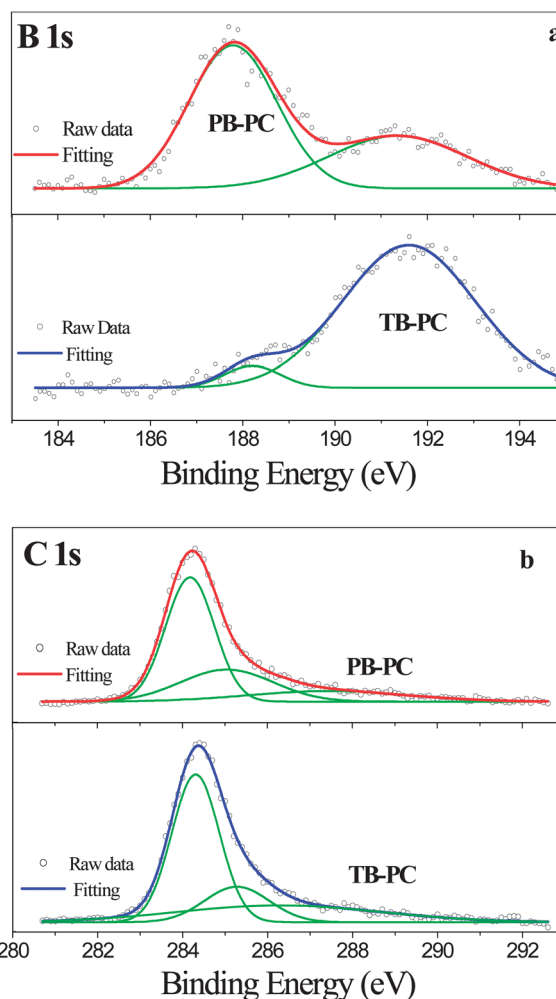 B 1s
a
PB-PC
Raw data
Fitting
TB-PC
Raw Data
Fitting
184 186 188 190 192 194
Binding Energy (eV)
C 1s
b
Raw data
Fitting
PB-PC
Raw data
Fitting
TB-PC
280 282 284 286 288 290 292
Binding Energy (eV)